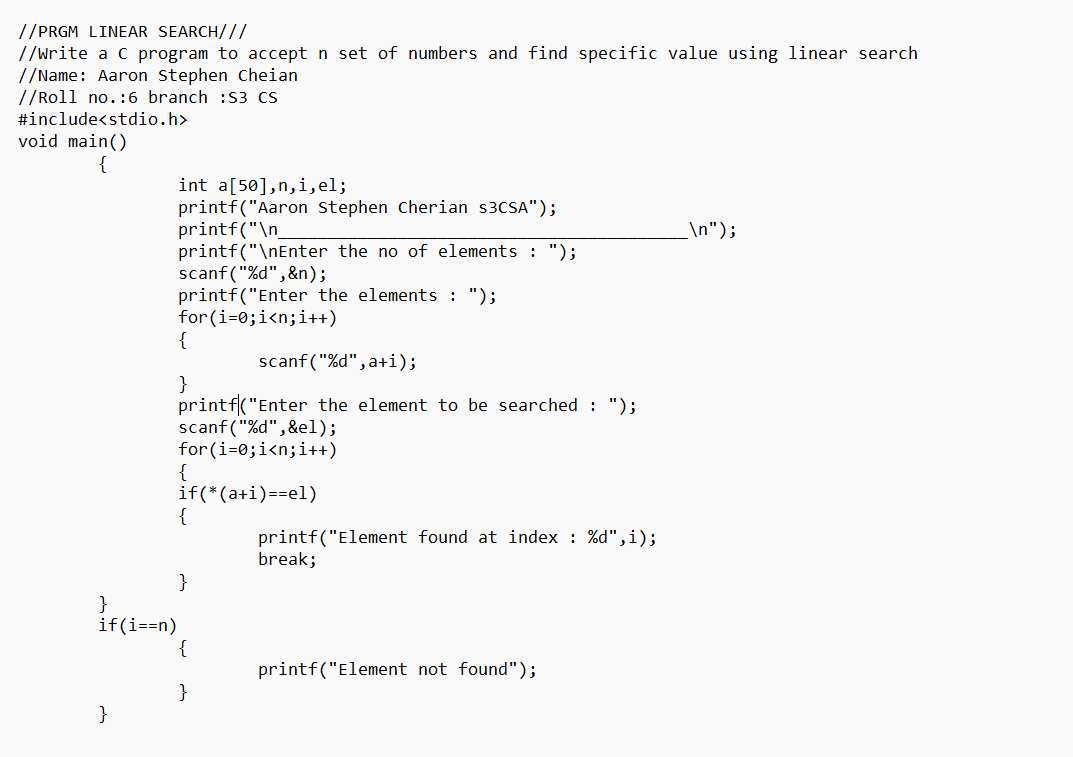 //PRGM LINEAR SEARCH///
//Write a C program to accept n set of numbers and find specific value using linear search
//Name: Aaron Stephen Cheian
//Roll no.:6 branch :S3 CS
#include<stdio.h>
void main()
{
int a[50],n,i,el;
printf("Aaron Stephen Cherian s3CSA");
printf("\n_________________________________________\n");
printf("\nEnter the no of elements : ");
scanf("%d",&n);
printf("Enter the elements : ");
for(i=0;i<n;i++)
{
scanf("%d",a+i);
}
printf("Enter the element to be searched : ");
scanf("%d",&el);
for(i=0;i<n;i++)
{
if(*(a+i)==el)
{
printf("Element found at index : %d",i);
break;
}
}
if(i==n)
{
printf("Element not found");
}
}